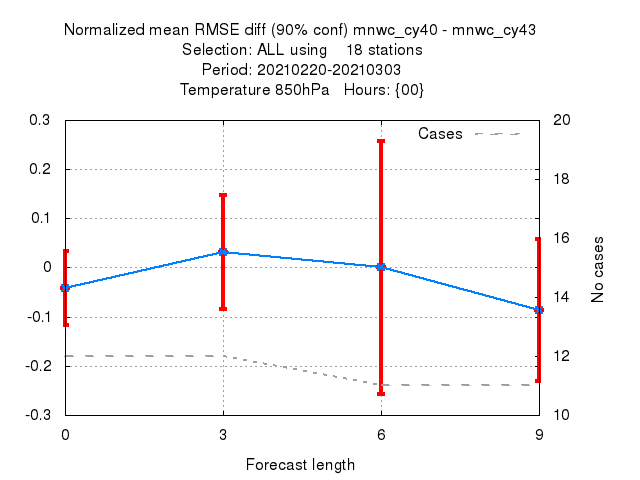 Normalized mean RMSE diff (90% conf) mnwc_cy40 - mnwc_cy43
Selection: ALL using    18 stations
Period: 20210220-20210303
Temperature 850hPa   Hours: {00}
Cases
0.3
0.2
0.1
0
-0.1
-0.2
-0.3
20
18
16
14
12
10
No cases
0
3
6
9
Forecast length